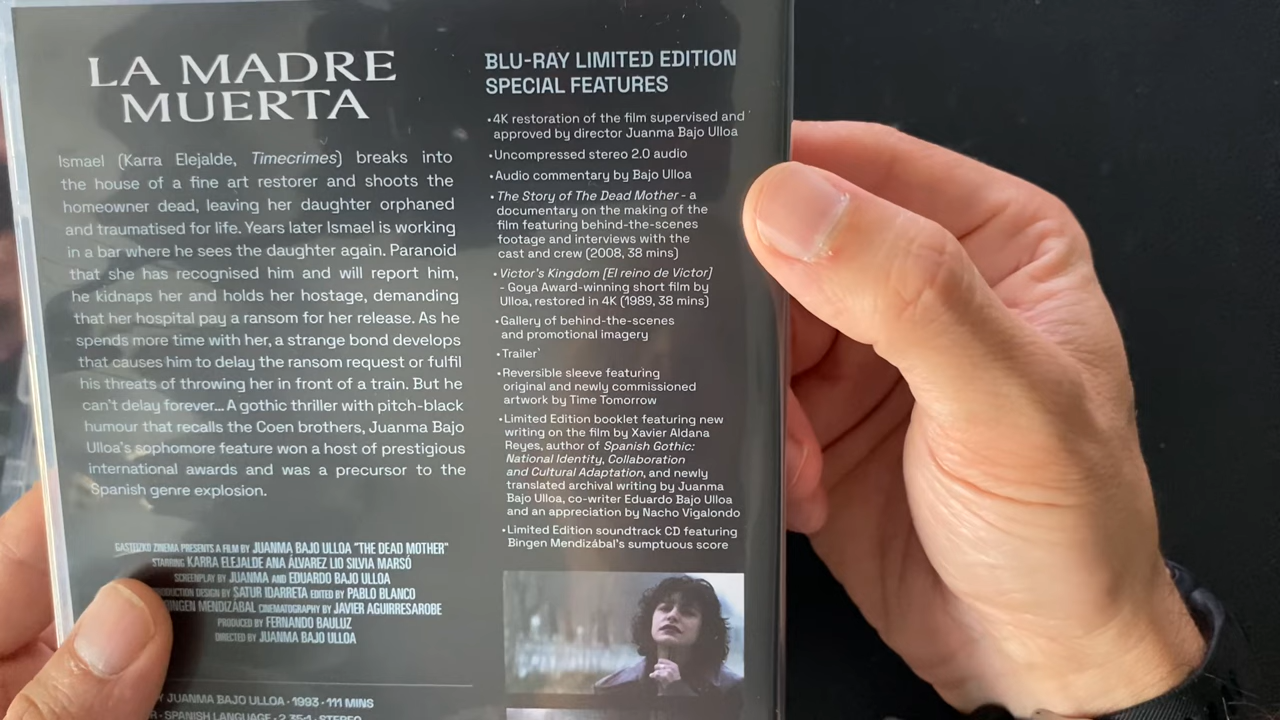 LA MADRE
MUERTA
Ismael (Karra Elejalde, Timecrimes) breaks into
the house of a fine art restorer and shoots the
homeowner dead, leaving her daughter orphaned
and traumatised for life. Years later Ismael is working
in a bar where he sees the daughter again. Paranoid
that she has recognised him and will report him,
he kidnaps her and holds her hostage, demanding
that her hospital pay a ransom for her release. As he
spends more time with her, a strange bond develops
that causes him to delay the ransom request or fulfil
his threats of throwing her in front of a train. But he
can't delay forever... A gothic thriller with pitch-black
humour that recalls the Coen brothers, Juanma Bajo
Ulloa's sophomore feature won a host of prestigious
international awards and was a precursor to the
Spanish genre explosion.
GASTEIZKO ZINEMA PRESENTS A FILM BY JUANMA BAJO ULLOA "THE DEAD MOTHER"
STARRING KARRA ELEJALDE ANA ÁLVAREZ LIO SILVIA MARSÓ
SCREENPLAY BY JUANMA AND EDUARDO BAJO ULLOA
DESIGN BY SATUR IDARRETA EDITED BY PABLO BLANCO
BINGEN MENDIZÁBAL CINEMATOGRAPHY BY JAVIER AGUIRRESAROBE
PRODUCED BY FERNANDO BAULUZ
DIRECTED BY JUANMA BAJO ULLOA
JUANMA BAJO ULLOA · 1993 · 111 MINS
· SPANISH LANGUAGE · 2.35:1 · STEREO
BLU-RAY LIMITED EDITION
SPECIAL FEATURES
•4K restoration of the film supervised and
approved by director Juanma Bajo Ulloa
•Uncompressed stereo 2.0 audio
•Audio commentary by Bajo Ulloa
•The Story of The Dead Mother - a
documentary on the making of the
film featuring behind-the-scenes
footage and interviews with the
cast and crew (2008, 38 mins)
•Victor's Kingdom [El reino de Victor]
- Goya Award-winning short film by
Ulloa, restored in 4K (1989, 38 mins)
•Gallery of behind-the-scenes
and promotional imagery
•Trailer
•Reversible sleeve featuring
original and newly commissioned
artwork by Time Tomorrow
•Limited Edition booklet featuring new
writing on the film by Xavier Aldana
Reyes, author of Spanish Gothic:
National Identity, Collaboration
and Cultural Adaptation, and newly
translated archival writing by Juanma
Bajo Ulloa, co-writer Eduardo Bajo Ulloa
and an appreciation by Nacho Vigalondo
•Limited Edition soundtrack CD featuring
Bingen Mendizábal's sumptuous score